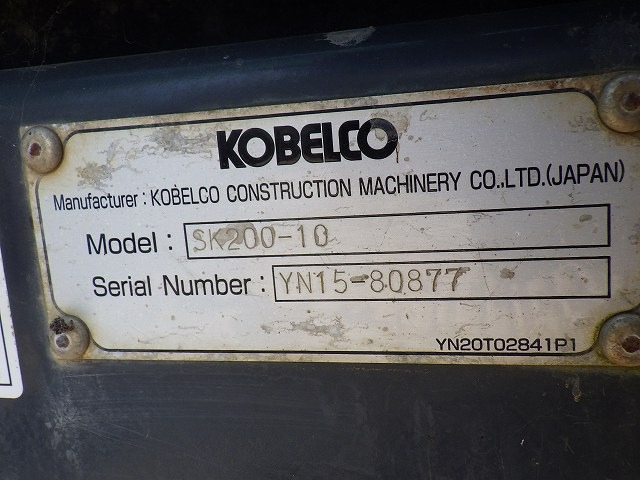 KOBELCO
Manufacturer : KOBELCO CONSTRUCTION MACHINERY CO.,LTD.(JAPAN)
Model : SK200-10
Serial Number : YN15-80877
YN20T02841P1